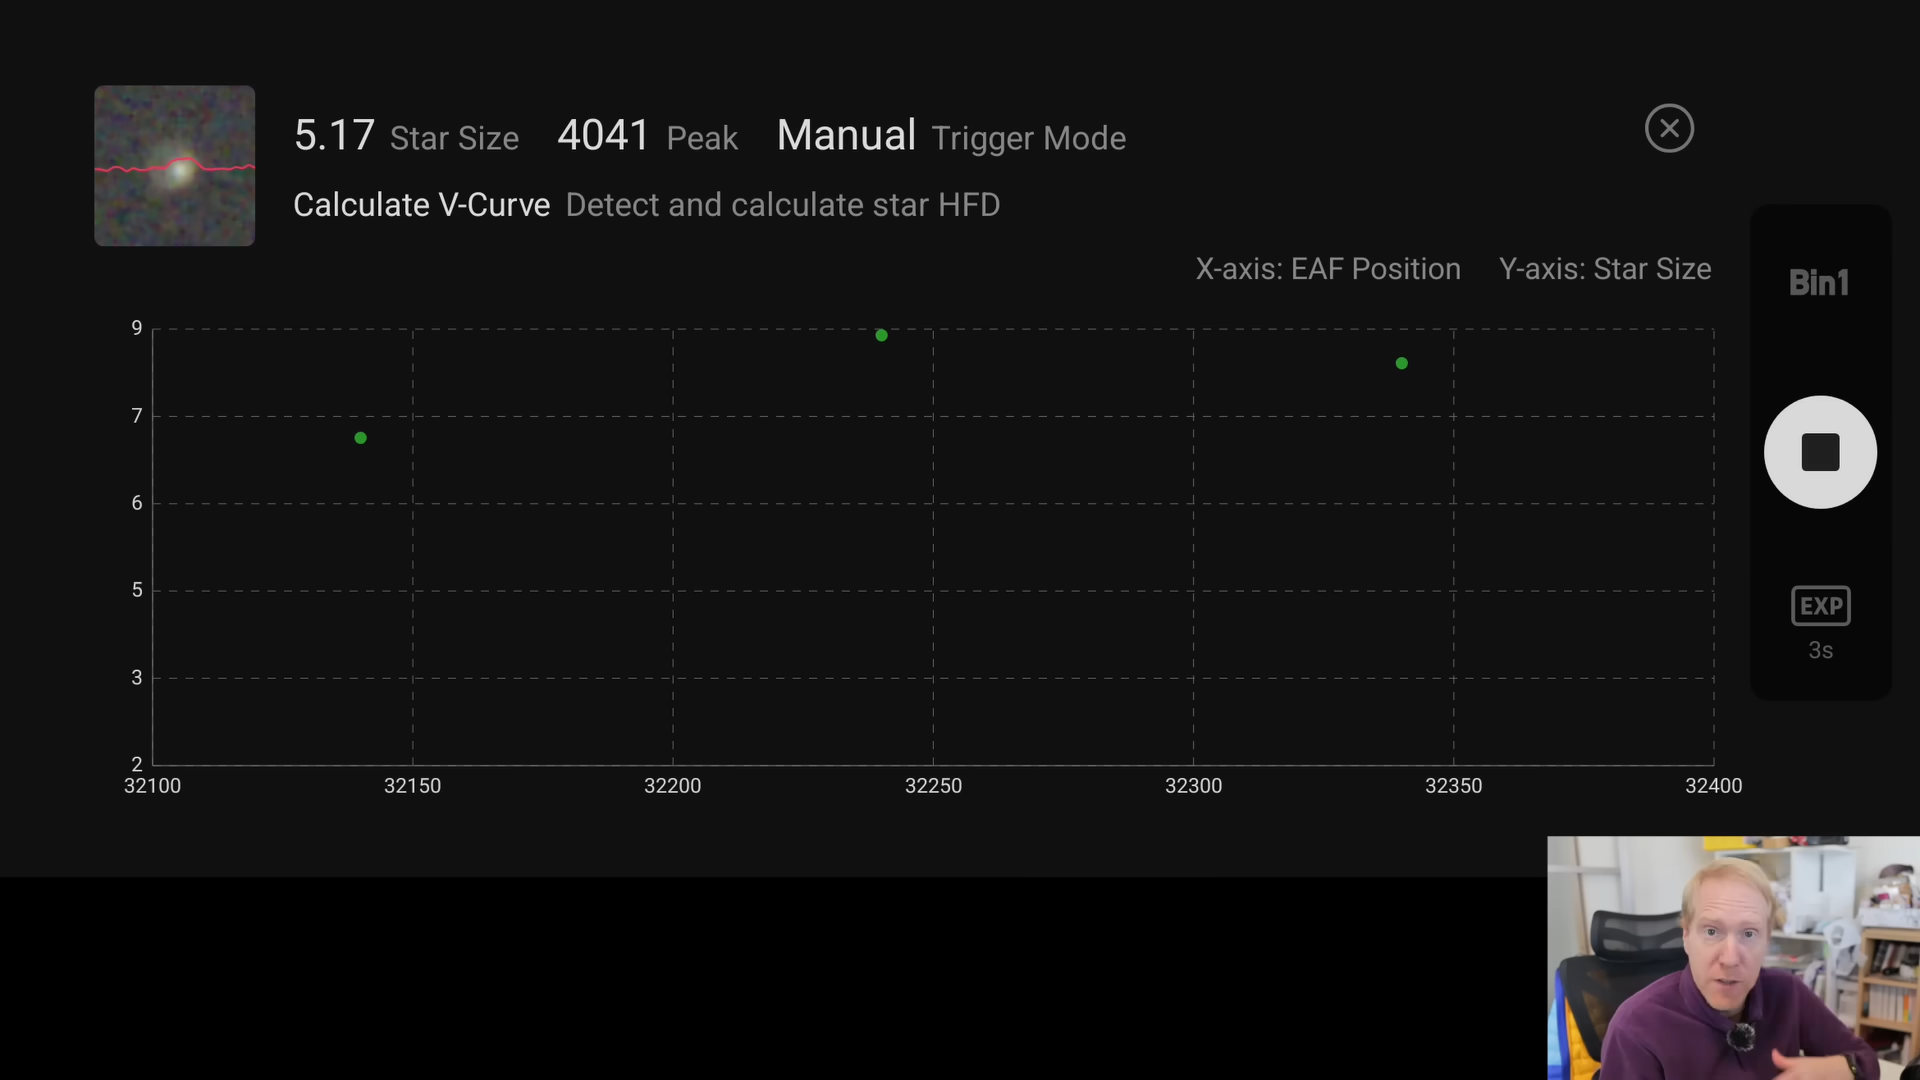 5.17 Star Size 4041 Peak Manual Trigger Mode
Calculate V-Curve Detect and calculate star HFD
X-axis: EAF Position Y-axis: Star Size
Bin1
9
7
6
5
3
2
32100 32150 32200 32250 32300 32350 32400
EXP
3s